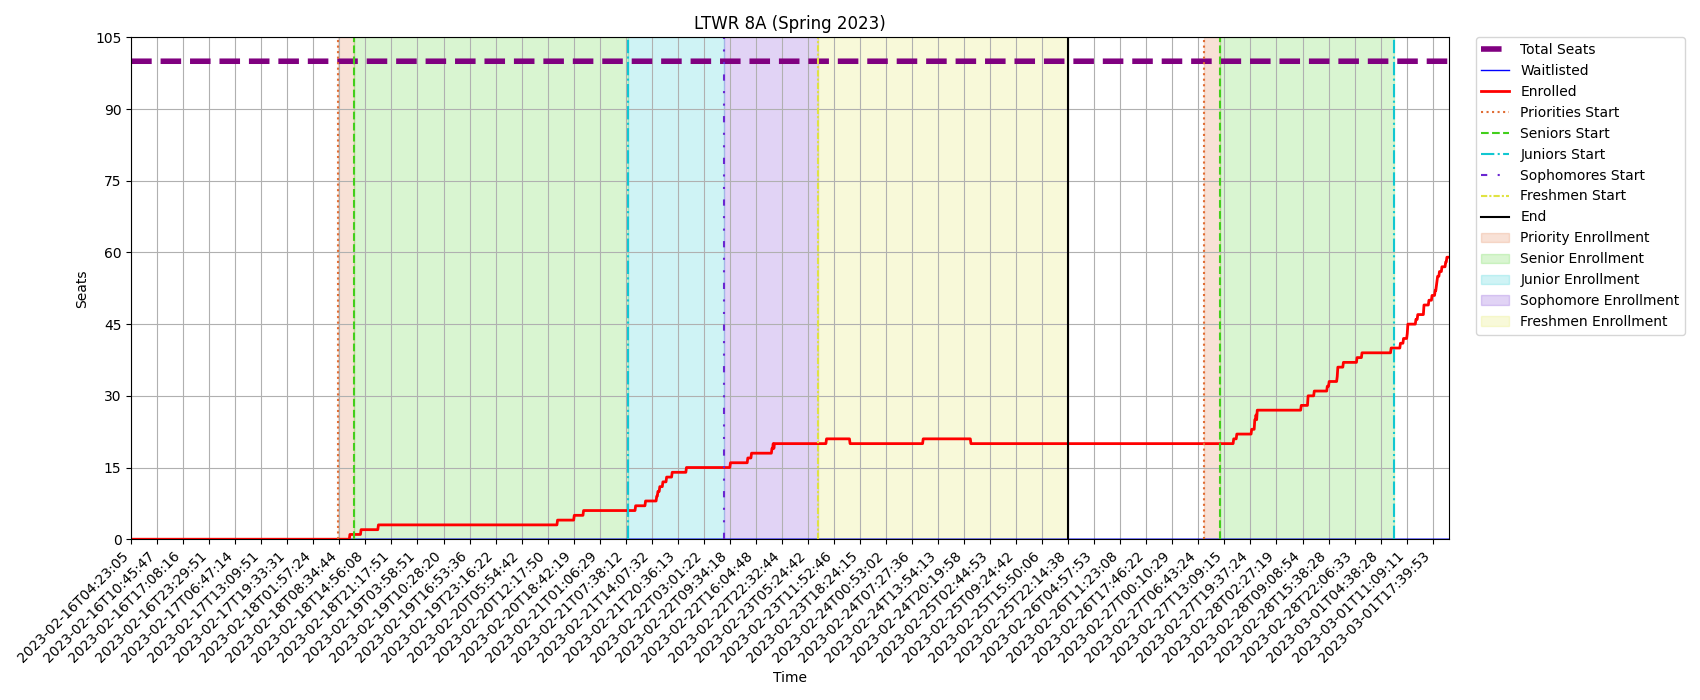 LTWR 8A (Spring 2023)
105
90
75
60
45
30
15
0
Seats
2023-02-16T04:23:05
2023-02-16T10:45:47
2023-02-16T17:08:16
2023-02-16T23:29:51
2023-02-17T06:47:14
2023-02-17T13:09:51
2023-02-17T19:33:31
2023-02-18T01:57:24
2023-02-18T08:34:44
2023-02-18T14:56:08
2023-02-18T21:17:51
2023-02-19T03:58:51
2023-02-19T10:28:20
2023-02-19T16:53:36
2023-02-19T23:16:22
2023-02-20T05:54:42
2023-02-20T12:17:50
2023-02-20T18:42:19
2023-02-21T01:06:29
2023-02-21T07:38:12
2023-02-21T14:07:32
2023-02-21T20:36:13
2023-02-22T03:01:22
2023-02-22T09:34:18
2023-02-22T16:04:48
2023-02-22T22:32:44
2023-02-23T05:24:42
2023-02-23T11:52:46
2023-02-23T18:24:15
2023-02-24T00:53:02
2023-02-24T07:27:36
2023-02-24T13:54:13
2023-02-24T20:19:58
2023-02-25T02:44:53
2023-02-25T09:24:42
2023-02-25T15:50:06
2023-02-25T22:14:38
2023-02-26T04:57:53
2023-02-26T11:23:08
2023-02-26T17:46:22
2023-02-27T00:10:29
2023-02-27T06:43:24
2023-02-27T13:09:15
2023-02-27T19:37:24
2023-02-28T02:27:19
2023-02-28T09:08:54
2023-02-28T15:38:28
2023-02-28T22:06:33
2023-03-01T04:38:28
2023-03-01T11:09:11
2023-03-01T17:39:53
Time
Total Seats
Waitlisted
Enrolled
Priorities Start
Seniors Start
Juniors Start
Sophomores Start
Freshmen Start
End
Priority Enrollment
Senior Enrollment
Junior Enrollment
Sophomore Enrollment
Freshmen Enrollment